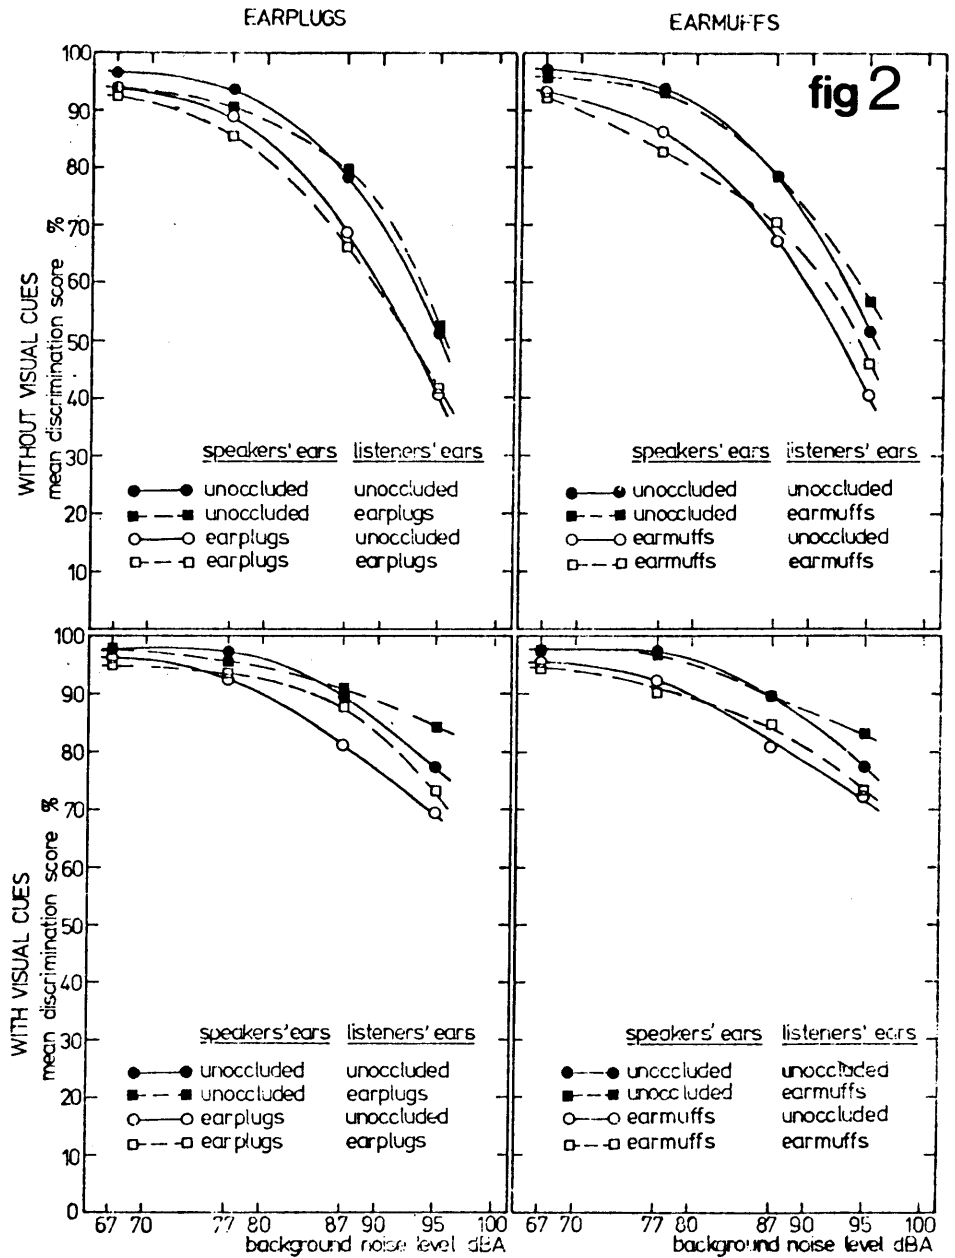 EARPLUGS
EARMUFFS
fig 2
WITHOUT VISUAL CUES
mean discrimination score %
100
90
80
70
60
50
40
30
20
10
speakers' ears listeners' ears
unoccluded unoccluded
unoccluded earplugs
earplugs unoccluded
earplugs earplugs
speakers' ears listeners' ears
unoccluded unoccluded
unoccluded earmuffs
earmuffs unoccluded
earmuffs earmuffs
WITH VISUAL CUES
mean discrimination score %
100
90
80
70
60
50
40
30
20
10
0
speakers' ears listeners' ears
unoccluded unoccluded
unoccluded earplugs
earplugs unoccluded
earplugs earplugs
speakers' ears listeners' ears
unoccluded unoccluded
unoccluded earmuffs
earmuffs unoccluded
earmuffs earmuffs
67 70 77 80 87 90 95 100
background noise level dBA
67 70 77 80 87 90 95 100
background noise level dBA